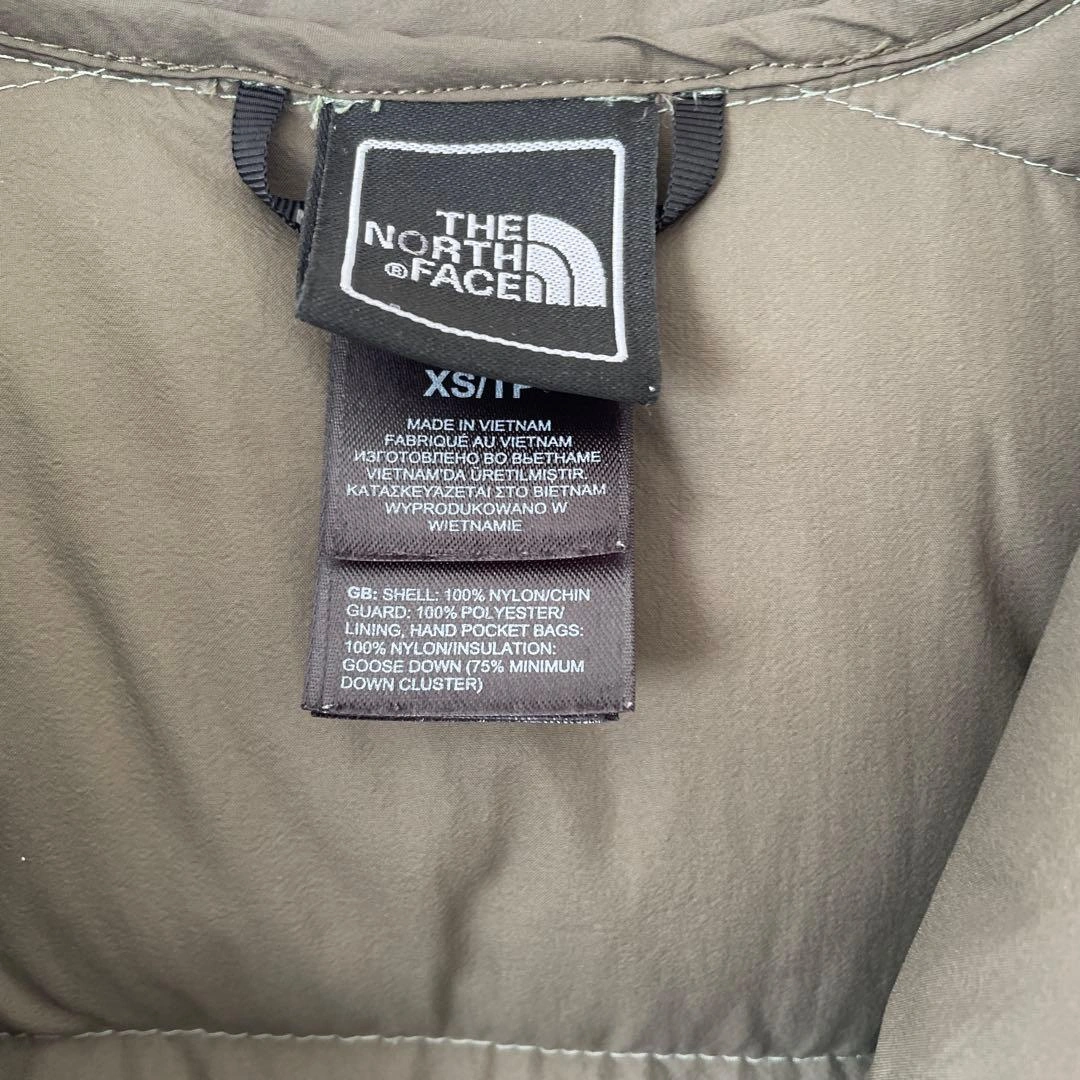 THE
NORTH
®FACE
XS/TP
MADE IN VIETNAM
FABRIQUÉ AU VIETNAM
ИЗГОТОВЛЕНО ВО ВЬЕТНАМЕ
VIETNAM'DA ÜRETILMIŞTIR.
ΚΑΤΑΣΚΕΥΑΖΕΤΑΙ ΣΤΟ ΒΙΕΤΝΑΜ
WYPRODUKOWANO W
WIETNAMIE
GB: SHELL: 100% NYLON/CHIN
GUARD: 100% POLYESTER/
LINING, HAND POCKET BAGS:
100% NYLON/INSULATION:
GOOSE DOWN (75% MINIMUM
DOWN CLUSTER)